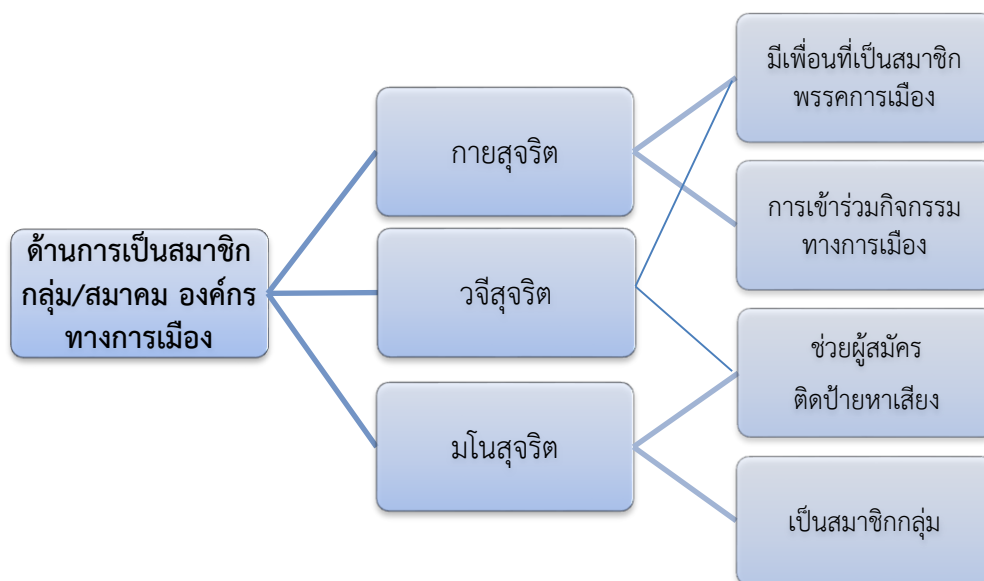 ด้านการเป็นสมาชิก
กลุ่ม/สมาคม องค์กร
ทางการเมือง
กายสุจริต
วจีสุจริต
มโนสุจริต
มีเพื่อนที่เป็นสมาชิก
พรรคการเมือง
การเข้าร่วมกิจกรรม
ทางการเมือง
ช่วยผู้สมัคร
ติดป้ายหาเสียง
เป็นสมาชิกกลุ่ม